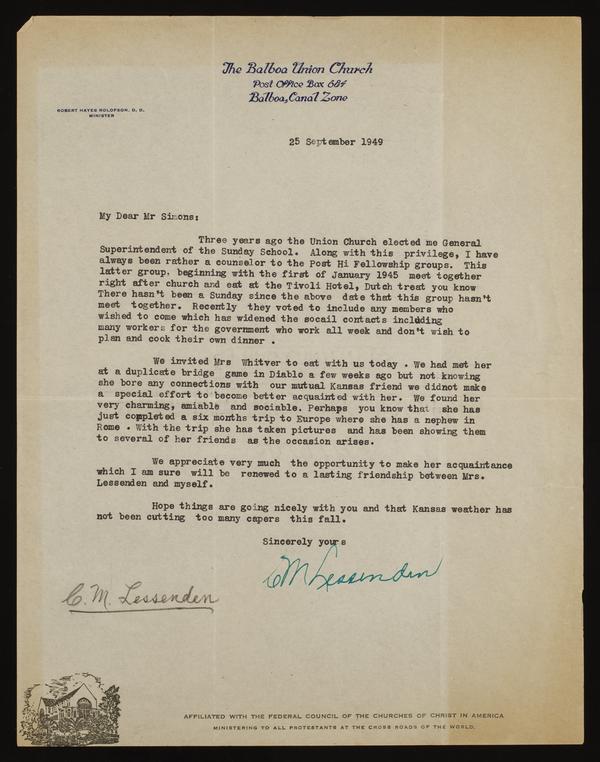 The Balboa Union Church
Post Office Box 684
Balboa, Canal Zone
ROBERT HAYES ROLOFSON, D. D.
MINISTER
25 September 1949
My Dear Mr Simons:
Three years ago the Union Church elected me General
Superintendent of the Sunday School. Along with this privilege, I have
always been rather a counselor to the Post Hi Fellowship groups. This
latter group. beginning with the first of January 1945 meet together
right after church and eat at the Tivoli Hotel, Dutch treat you know
There hasn't been a Sunday since the above date that this group hasn't
meet together. Recently they voted to include any members who
wished to come which has widened the socail contacts including
many workers for the government who work all week and don't wish to
plan and cook their own dinner .
We invited Mrs Whitver to eat with us today . We had met her
at a duplicate bridge game in Diablo a few weeks ago but not knowing
she bore any connections with our mutual Kansas friend we didnot make
a special effort to become better acquainted with her. We found her
very charming, amiable and sociable. Perhaps you know that she has
just completed a six months trip to Europe where she has a nephew in
Rome . With the trip she has taken pictures and has been showing them
to several of her friends as the occasion arises.
We appreciate very much the opportunity to make her acquaintance
which I am sure will be renewed to a lasting friendship between Mrs.
Lessenden and myself.
Hope things are going nicely with you and that Kansas weather has
not been cutting too many capers this fall.
Sincerely yours
C M Lessenden
C. M. Lessenden
AFFILIATED WITH THE FEDERAL COUNCIL OF THE CHURCHES OF CHRIST IN AMERICA
MINISTERING TO ALL PROTESTANTS AT THE CROSS ROADS OF THE WORLD.